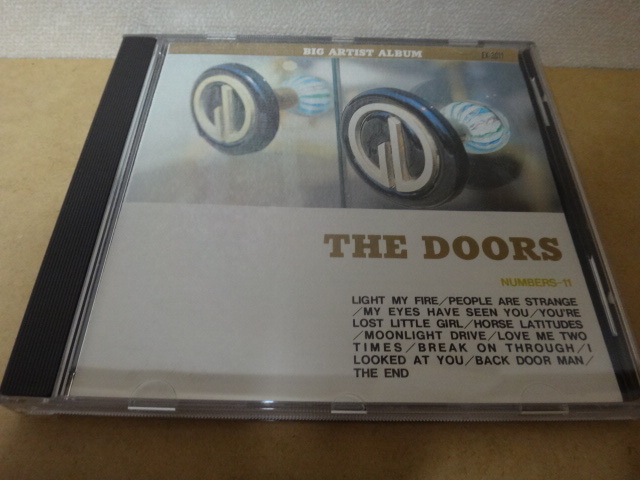 BIG ARTIST ALBUM
THE DOORS
NUMBERS-11
LIGHT MY FIRE/PEOPLE ARE STRANGE
/MY EYES HAVE SEEN YOU/YOU'RE
LOST LITTLE GIRL/HORSE LATITUDES
/MOONLIGHT DRIVE/LOVE ME TWO
TIMES/BREAK ON THROUGH/I
LOOKED AT YOU/BACK DOOR MAN/
THE END